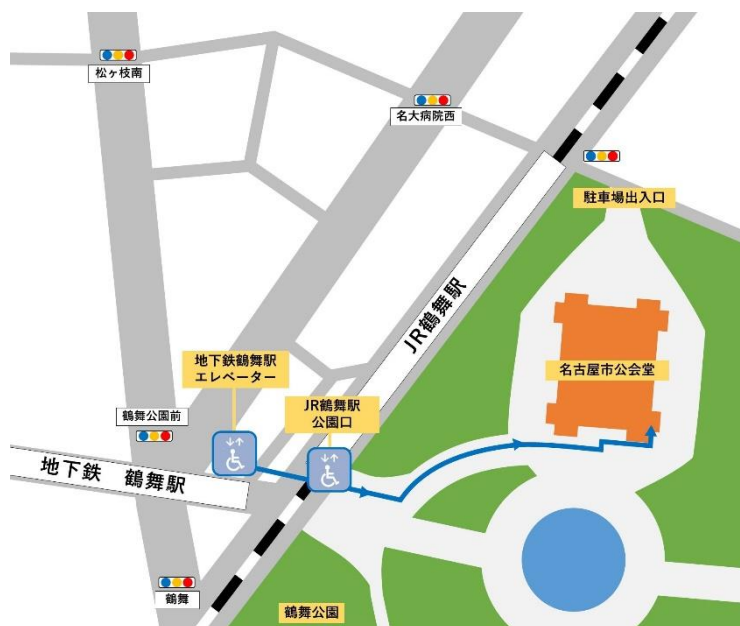 松ヶ枝南
名大病院西
駐車場出入口
JR鶴舞駅
地下鉄鶴舞駅
エレベーター
名古屋市公会堂
JR鶴舞駅
公園口
鶴舞公園前
地下鉄 鶴舞駅
鶴舞
鶴舞公園